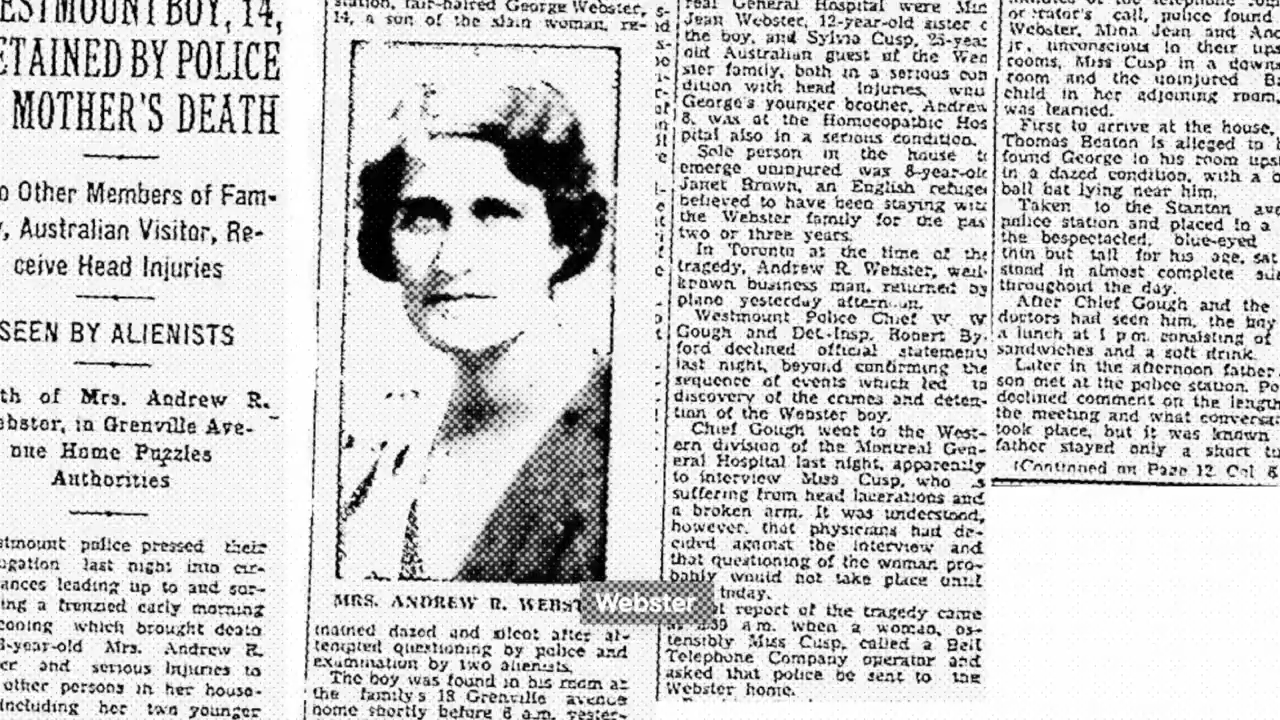 ESTMOUNT BOY, 14,
ETAINED BY POLICE
MOTHER'S DEATH
o Other Members of Fam-
y, Australian Visitor, Re-
ceive Head Injuries
SEEN BY ALIENISTS
th of Mrs. Andrew R.
ebster, in Grenville Ave-
nue Home Puzzles
Authorities
stmount police pressed their
igation last night into cir-
ances leading up to and sur-
ing a frenzed early morning
which brought death
-year-old Mrs. Andrew R.
er and serious injuries to
other persons in her house-
including her two younger
station, fair-haired George Webster,
14, a son of the slain woman, re-
MRS. ANDREW R. WEBST
Webster
mained dazed and silent after at-
tempted questioning by police and
examination by two alienists.
The boy was found in his room at
the family's 18 Grenville avenue
home shortly before 6 a.m. yester-
real General Hospital were Min
Jean Webster, 12-year-old sister o
the boy, and Sylvia Cusp, 25-year
old Australian guest of the Web
ster family, both in a serious con
dition with head injuries, whi
George's younger brother, Andrew
8, was at the Homoeopathic Hos
pital also in a serious condition.
Sole person in the house to
emerge uninjured was 8-year-old
Janet Brown, an English refugee
believed to have been staying with
the Webster family for the pas
two or three years.
In Toronto at the time of the
tragedy, Andrew R. Webster, well-
known business man, returned by
plane yesterday afternoon.
Westmount Police Chief W. W
Gough and Det-Insp. Robert By-
ford declined official statements
last night, beyond confirming the
sequence of events which led to
discovery of the crimes and deten-
tion of the Webster boy.
Chief Gough went to the West-
ern division of the Montreal Gen-
eral Hospital last night, apparently
to interview Miss Cusp, who is
suffering from head lacerations and
a broken arm. It was understood,
however, that physicians had de-
cided against the interview and
that questioning of the woman pro-
bably would not take place until
today.
report of the tragedy came
a.m. when a woman, os-
tensibly Miss Cusp, called a Bell
Telephone Company operator and
asked that police be sent to the
Webster home.
minutes of the telephone
operator's call, police found
Webster, Mina Jean and And
jr., unconscious in their ups
rooms, Miss Cusp in a downs
room and the uninjured B
child in her adjoining room
was learned.
First to arrive at the house,
Thomas Beaton is alleged to h
found George in his room ups
in a dazed condition, with a
ball bat lying near him.
Taken to the Stanton ave
police station and placed in a
the bespectacled, blue-eyed
thin but tall for his age, sat
stood in almost complete
throughout the day.
After Chief Gough and the
doctors had seen him, the boy
a lunch at 1 p.m. consisting of
sandwiches and a soft drink.
Later in the afternoon father
son met at the police station. Po
declined comment on the length
the meeting and what conversat
took place, but it was known
father stayed only a short
(Continued on Page 12, Col. 6